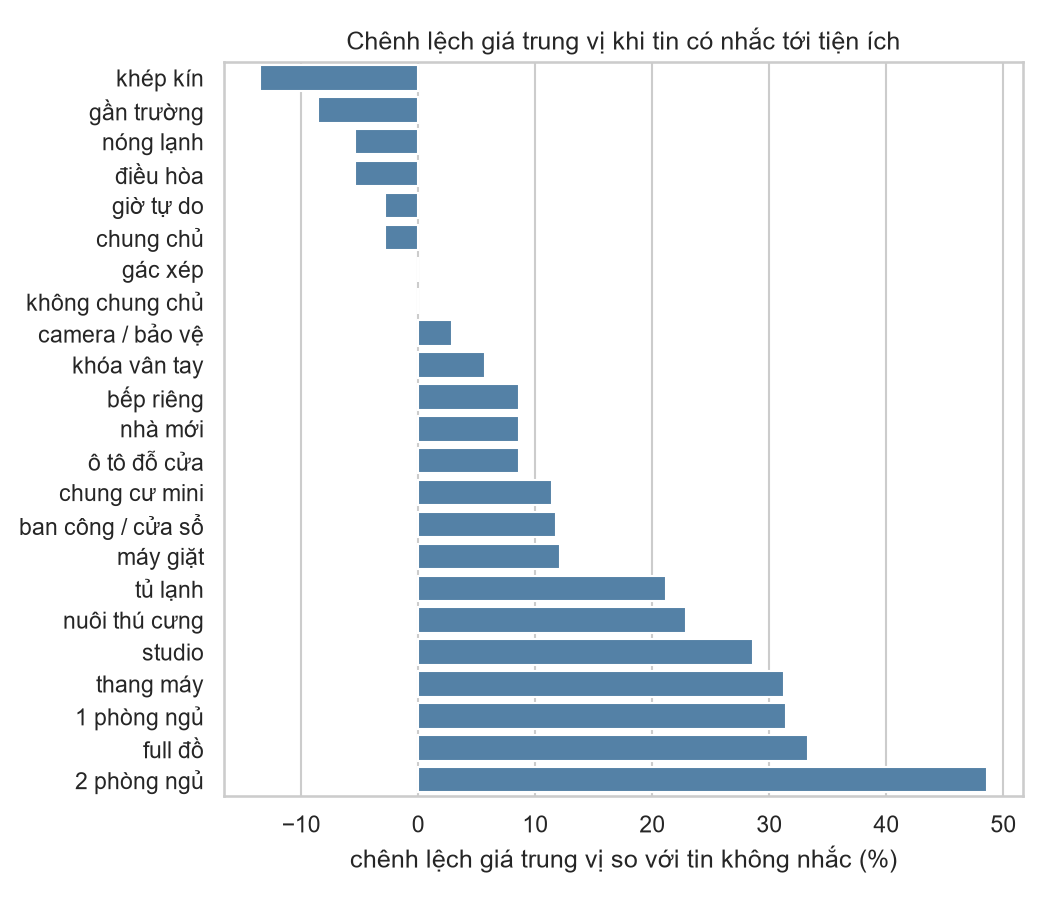 Chênh lệch giá trung vị khi tin có nhắc tới tiện ích
khép kín
gần trường
nóng lạnh
điều hòa
giờ tự do
chung chủ
gác xép
không chung chủ
camera / bảo vệ
khóa vân tay
bếp riêng
nhà mới
ô tô đỗ cửa
chung cư mini
ban công / cửa sổ
máy giặt
tủ lạnh
nuôi thú cưng
studio
thang máy
1 phòng ngủ
full đồ
2 phòng ngủ
−10 0 10 20 30 40 50
chênh lệch giá trung vị so với tin không nhắc (%)